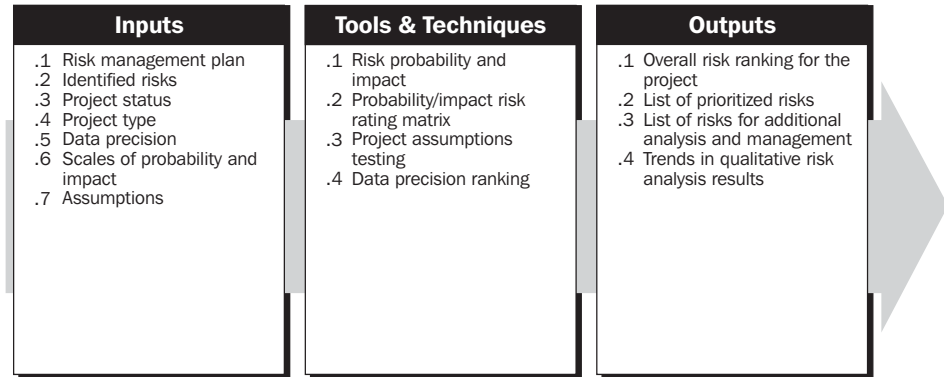 Inputs
.1 Risk management plan
.2 Identified risks
.3 Project status
.4 Project type
.5 Data precision
.6 Scales of probability and
impact
.7 Assumptions
Tools & Techniques
.1 Risk probability and
impact
.2 Probability/impact risk
rating matrix
.3 Project assumptions
testing
.4 Data precision ranking
Outputs
.1 Overall risk ranking for the
project
.2 List of prioritized risks
.3 List of risks for additional
analysis and management
.4 Trends in qualitative risk
analysis results